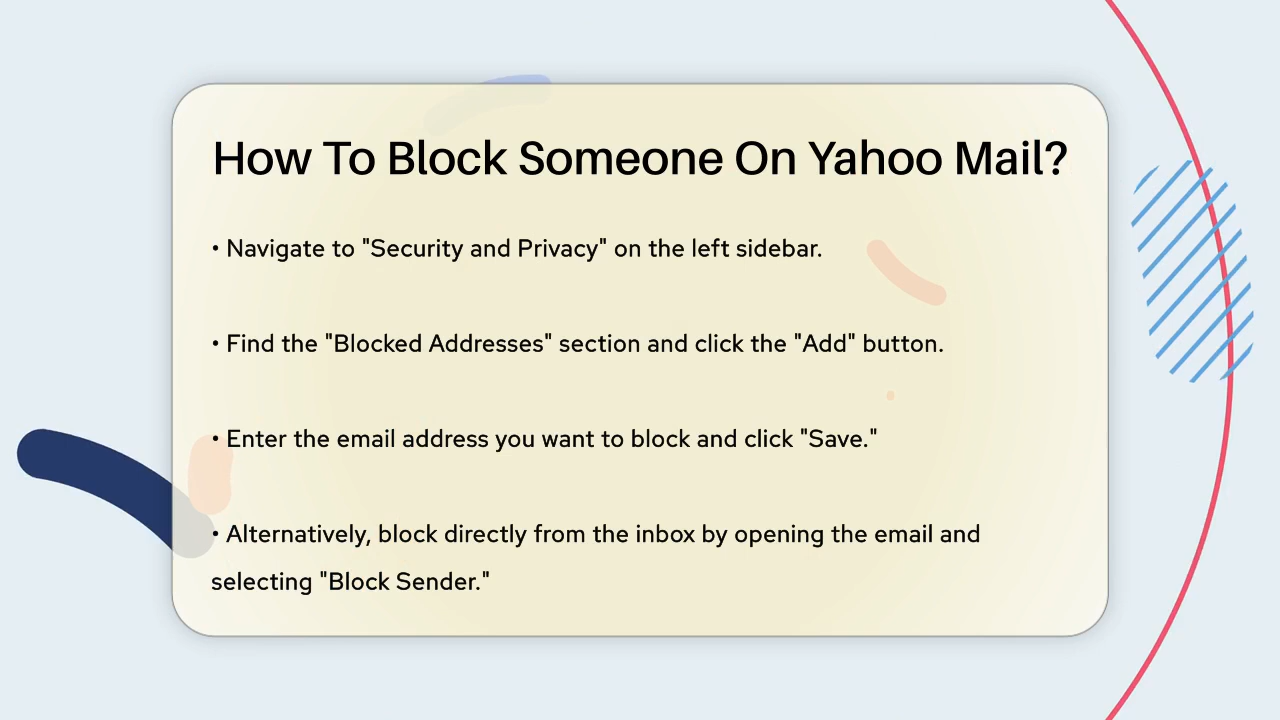 How To Block Someone On Yahoo Mail?
• Navigate to "Security and Privacy" on the left sidebar.
• Find the "Blocked Addresses" section and click the "Add" button.
• Enter the email address you want to block and click "Save."
• Alternatively, block directly from the inbox by opening the email and
selecting "Block Sender."